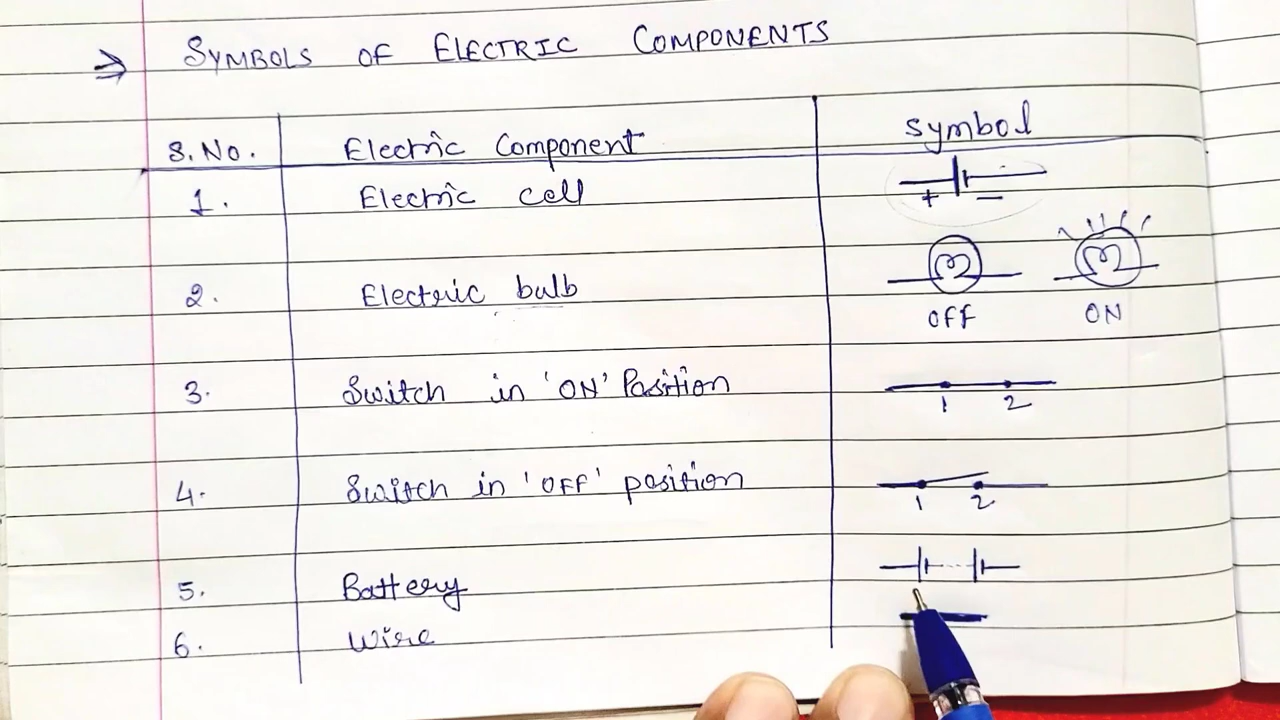 SYMBOLS OF ELECTRIC COMPONENTS
S. No. Electric Component Symbol
1. Electric cell + −
2. Electric bulb OFF ON
3. Switch in 'ON' Position 1 2
4. Switch in 'OFF' position 1 2
5. Battery
6. Wire